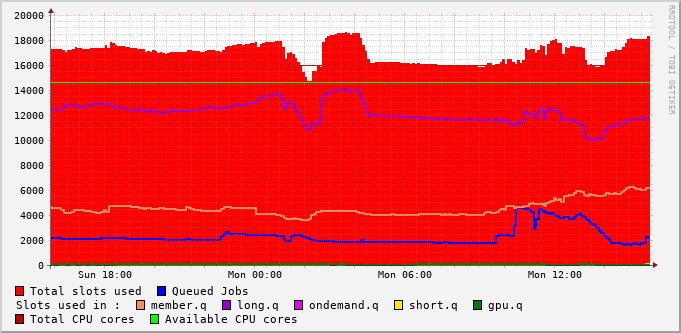 RRDTOOL / TOBI OETIKER
20000
18000
16000
14000
12000
10000
8000
6000
4000
2000
0
Sun 18:00 Mon 00:00 Mon 06:00 Mon 12:00
Total slots used Queued Jobs
Slots used in : member.q long.q ondemand.q short.q gpu.q
Total CPU cores Available CPU cores